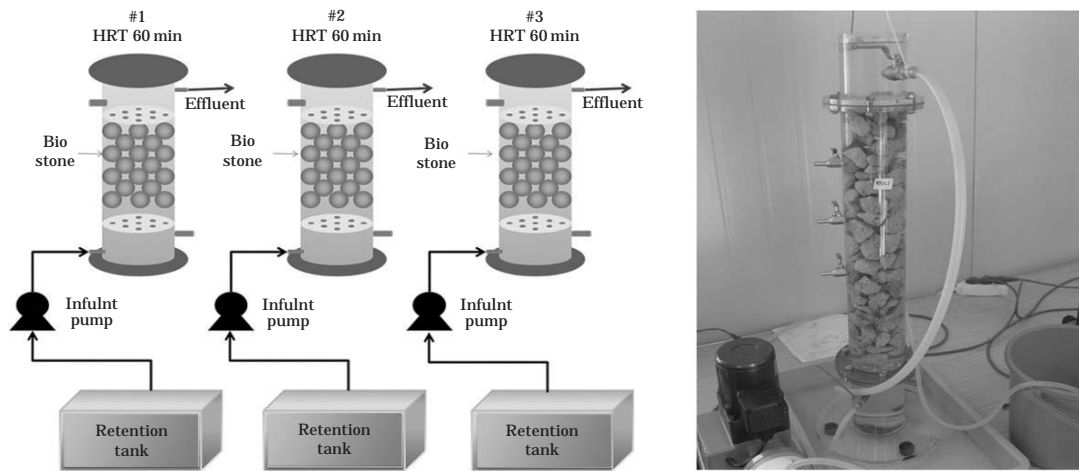 #1
HRT 60 min
#2
HRT 60 min
#3
HRT 60 min
Effluent
Effluent
Effluent
Bio
stone
Bio
stone
Bio
stone
Infulnt
pump
Infulnt
pump
Infulnt
pump
Retention
tank
Retention
tank
Retention
tank